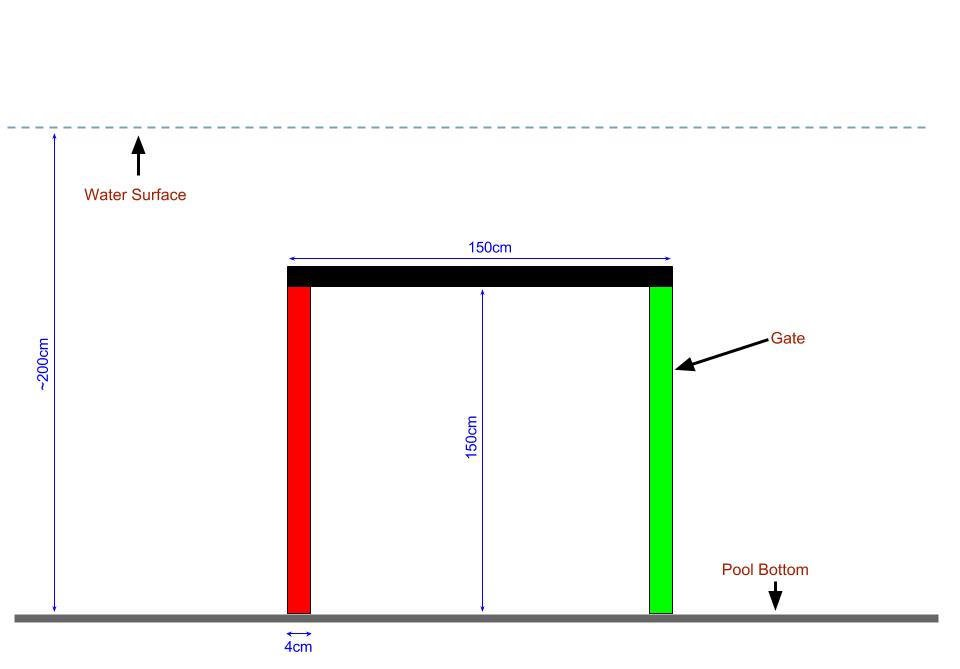 Water Surface
150cm
Gate
~200cm
150cm
Pool Bottom
4cm